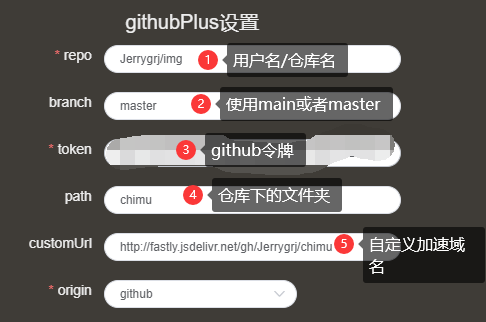 githubPlus设置
* repo Jerrygrj/img 1 用户名/仓库名
branch master 2 使用main或者master
* token 3 github令牌
path chimu 4 仓库下的文件夹
customUrl http://fastly.jsdelivr.net/gh/Jerrygrj/chimu 5 自定义加速域
名
* origin github